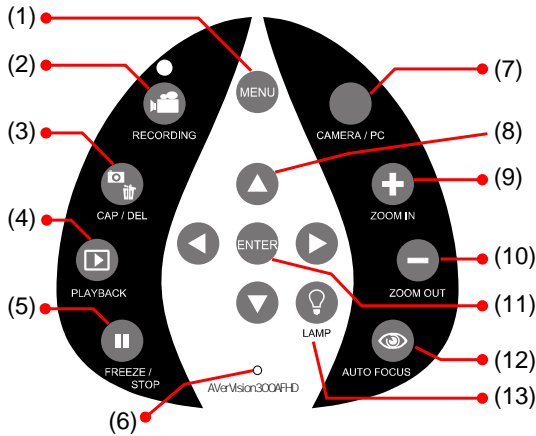 (1)
(2)
(3)
(4)
(5)
(6)
(7)
(8)
(9)
(10)
(11)
(12)
(13)
MENU
RECORDING
CAMERA / PC
CAP / DEL
ZOOM IN
ENTER
PLAYBACK
ZOOM OUT
LAMP
FREEZE /
STOP
AUTO FOCUS
AVerVision300AFHD